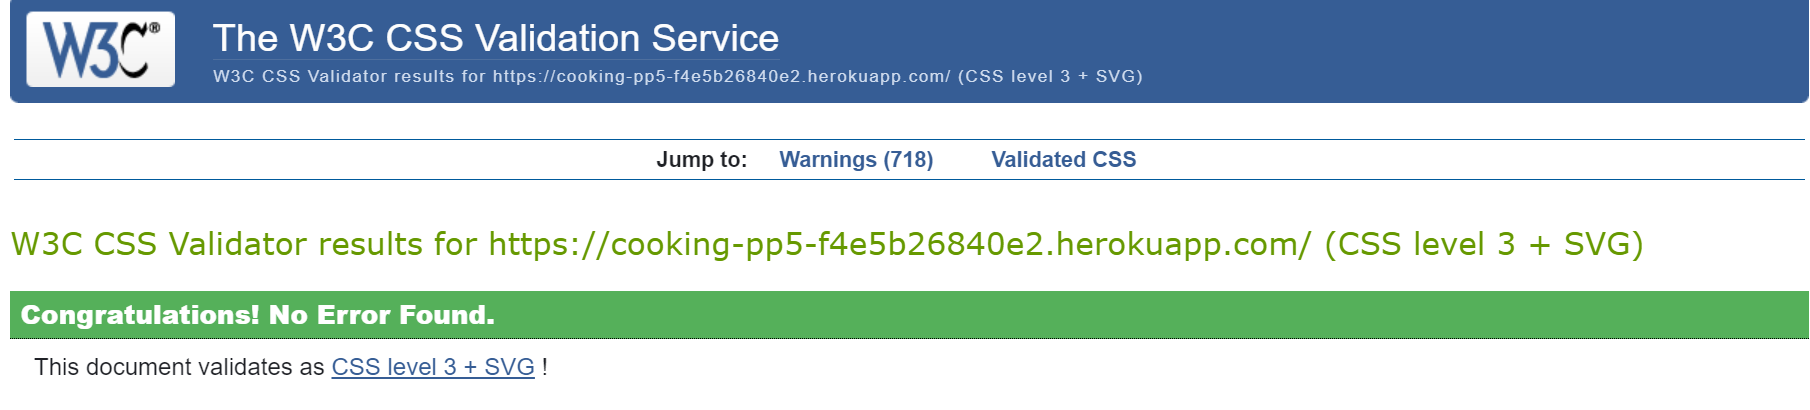 W3C®
The W3C CSS Validation Service
W3C CSS Validator results for https://cooking-pp5-f4e5b26840e2.herokuapp.com/ (CSS level 3 + SVG)
Jump to: Warnings (718) Validated CSS
W3C CSS Validator results for https://cooking-pp5-f4e5b26840e2.herokuapp.com/ (CSS level 3 + SVG)
Congratulations! No Error Found.
This document validates as CSS level 3 + SVG !